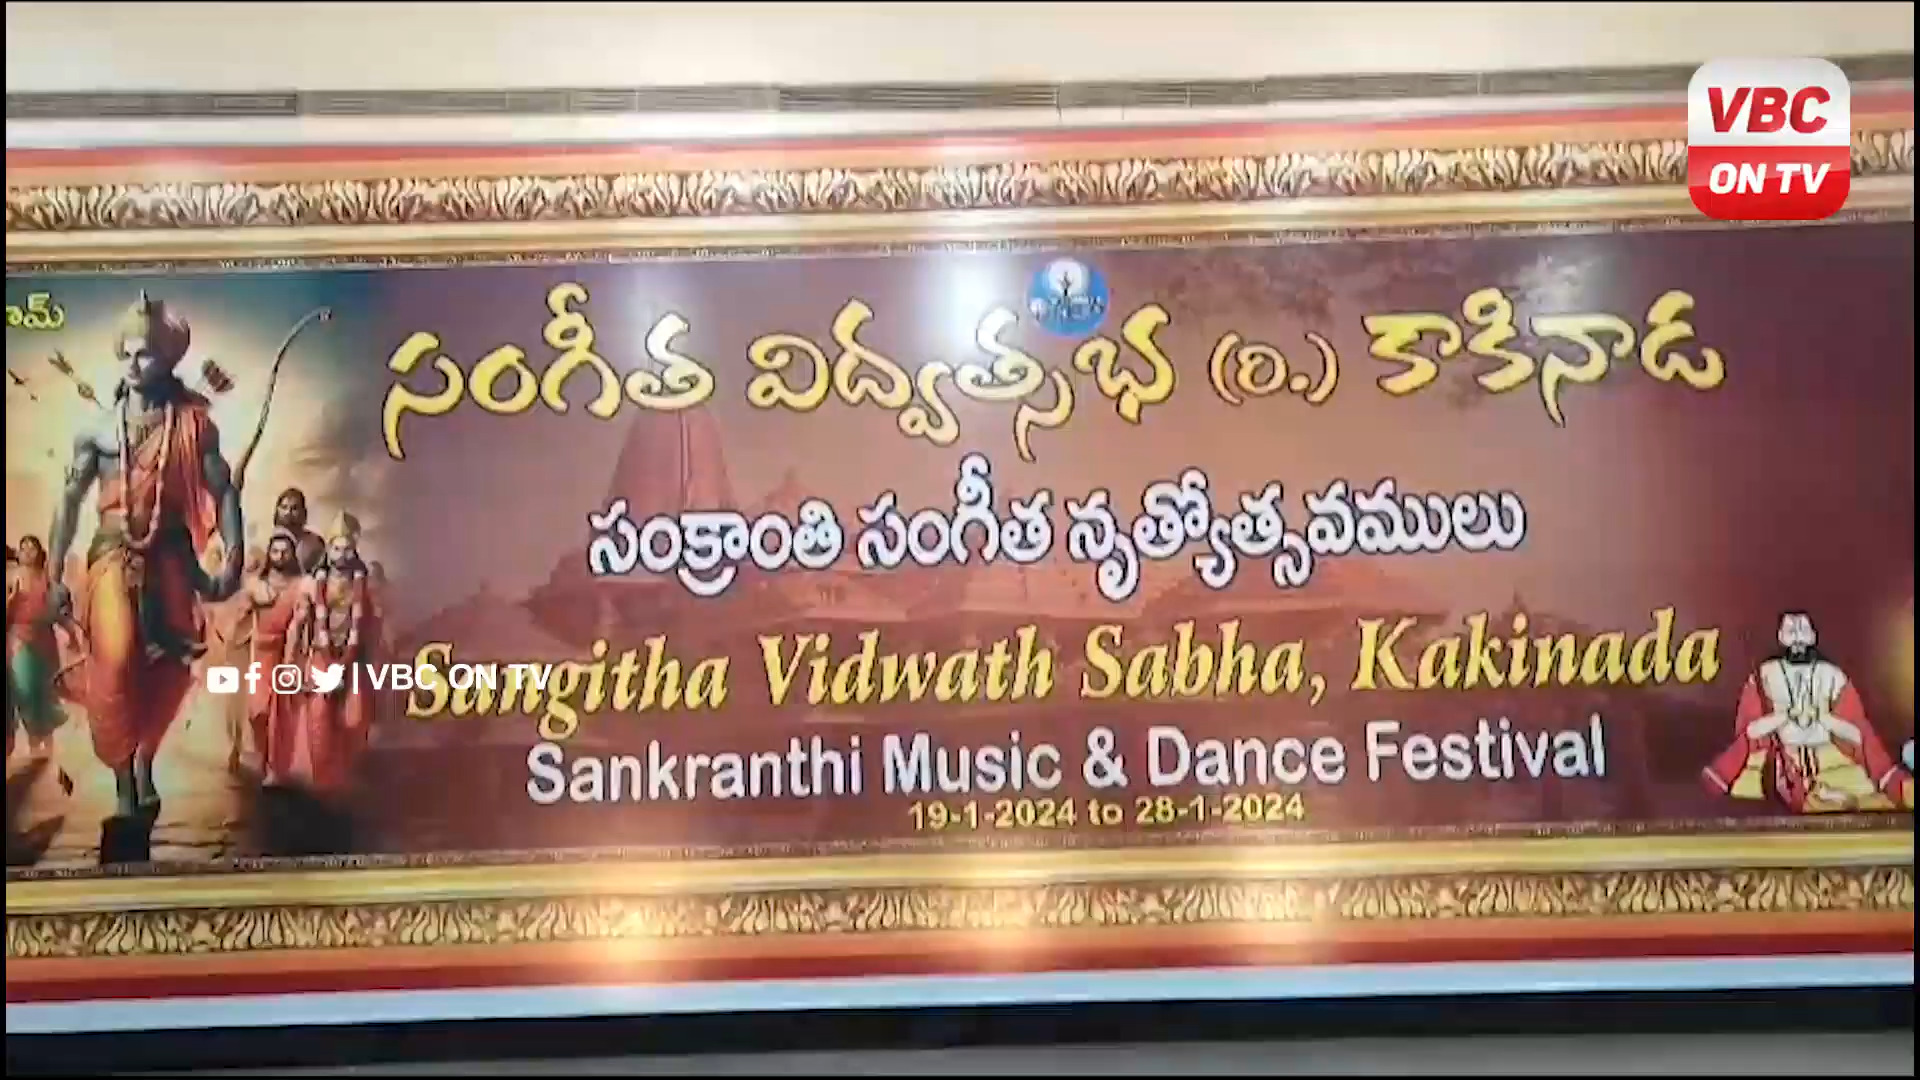 VBC
ON TV
సంగీత విద్వత్సభ (రి.) కాకినాడ
సంక్రాంతి సంగీత నృత్యోత్సవములు
Sangitha Vidwath Sabha, Kakinada
| VBC ON TV
Sankranthi Music & Dance Festival
19-1-2024 to 28-1-2024